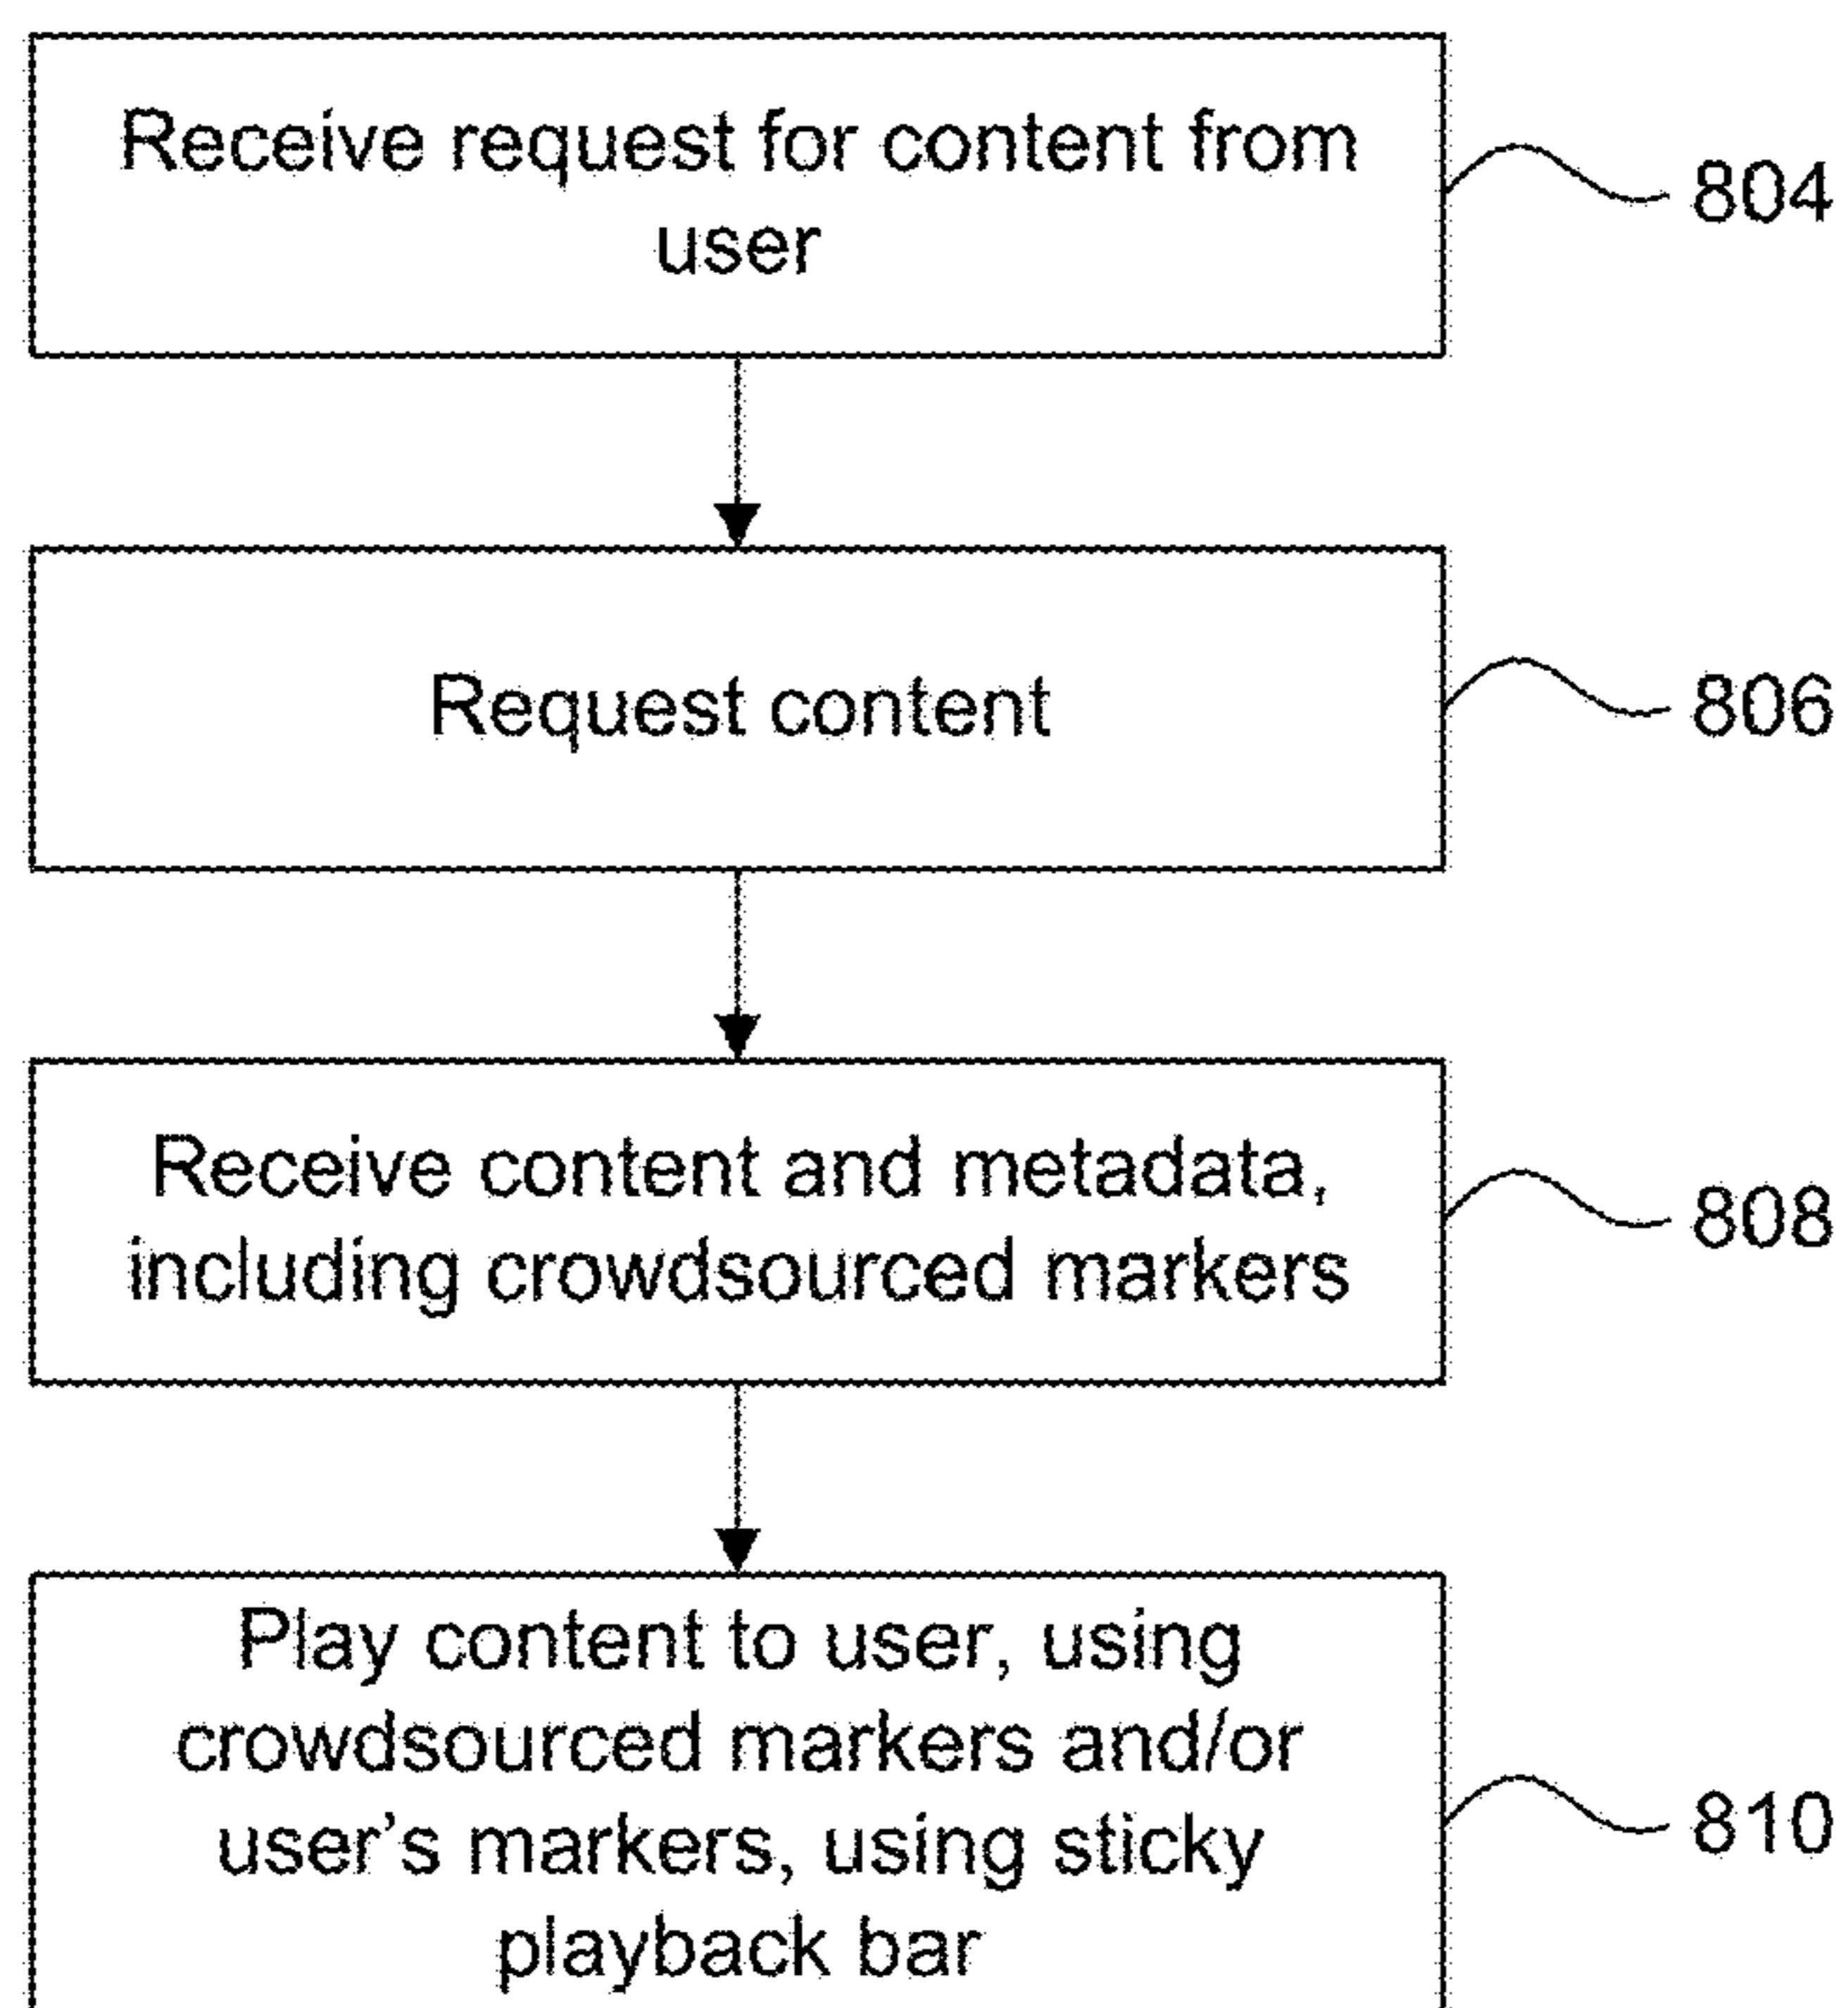 Receive request for content from
user
804
Request content
806
Receive content and metadata,
including crowdsourced markers
808
Play content to user, using
crowdsourced markers and/or
user's markers, using sticky
playback bar
810